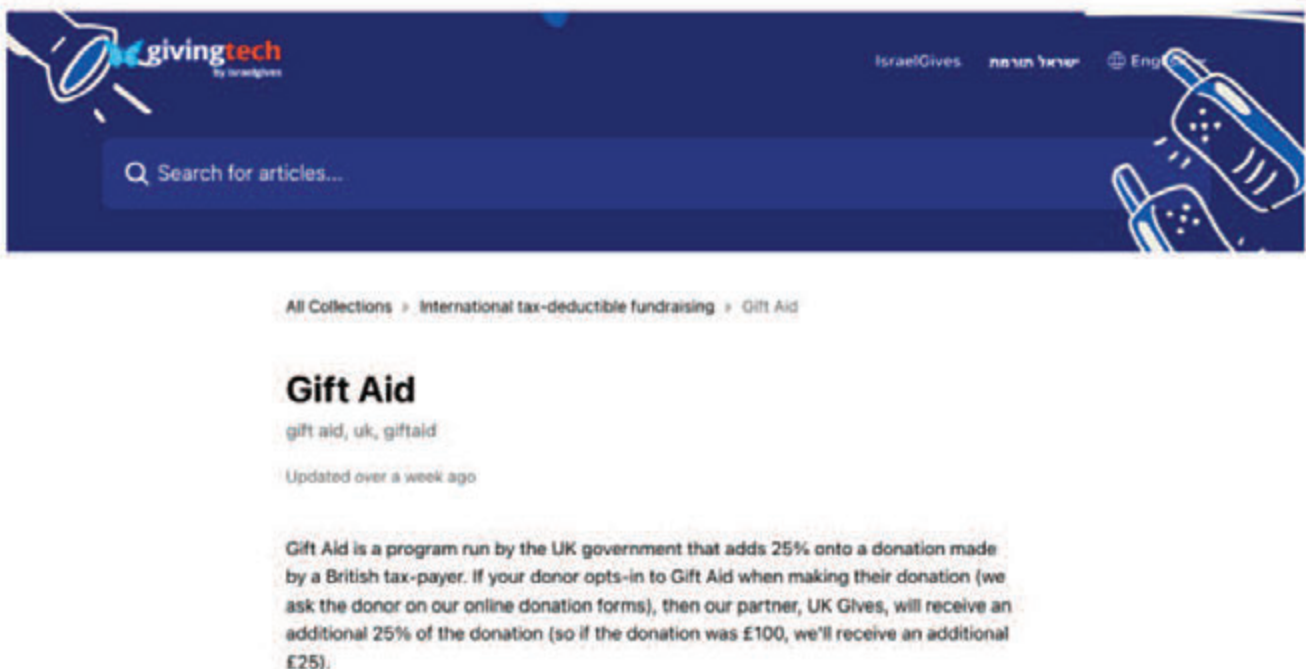 givingtech
by israelgives
IsraelGives ישראל תורמת Eng
Search for articles...
All Collections > International tax-deductible fundraising > Gift Aid
Gift Aid
gift aid, uk, giftaid
Updated over a week ago
Gift Aid is a program run by the UK government that adds 25% onto a donation made
by a British tax-payer. If your donor opts-in to Gift Aid when making their donation (we
ask the donor on our online donation forms), then our partner, UK Gives, will receive an
additional 25% of the donation (so if the donation was £100, we'll receive an additional
£25).